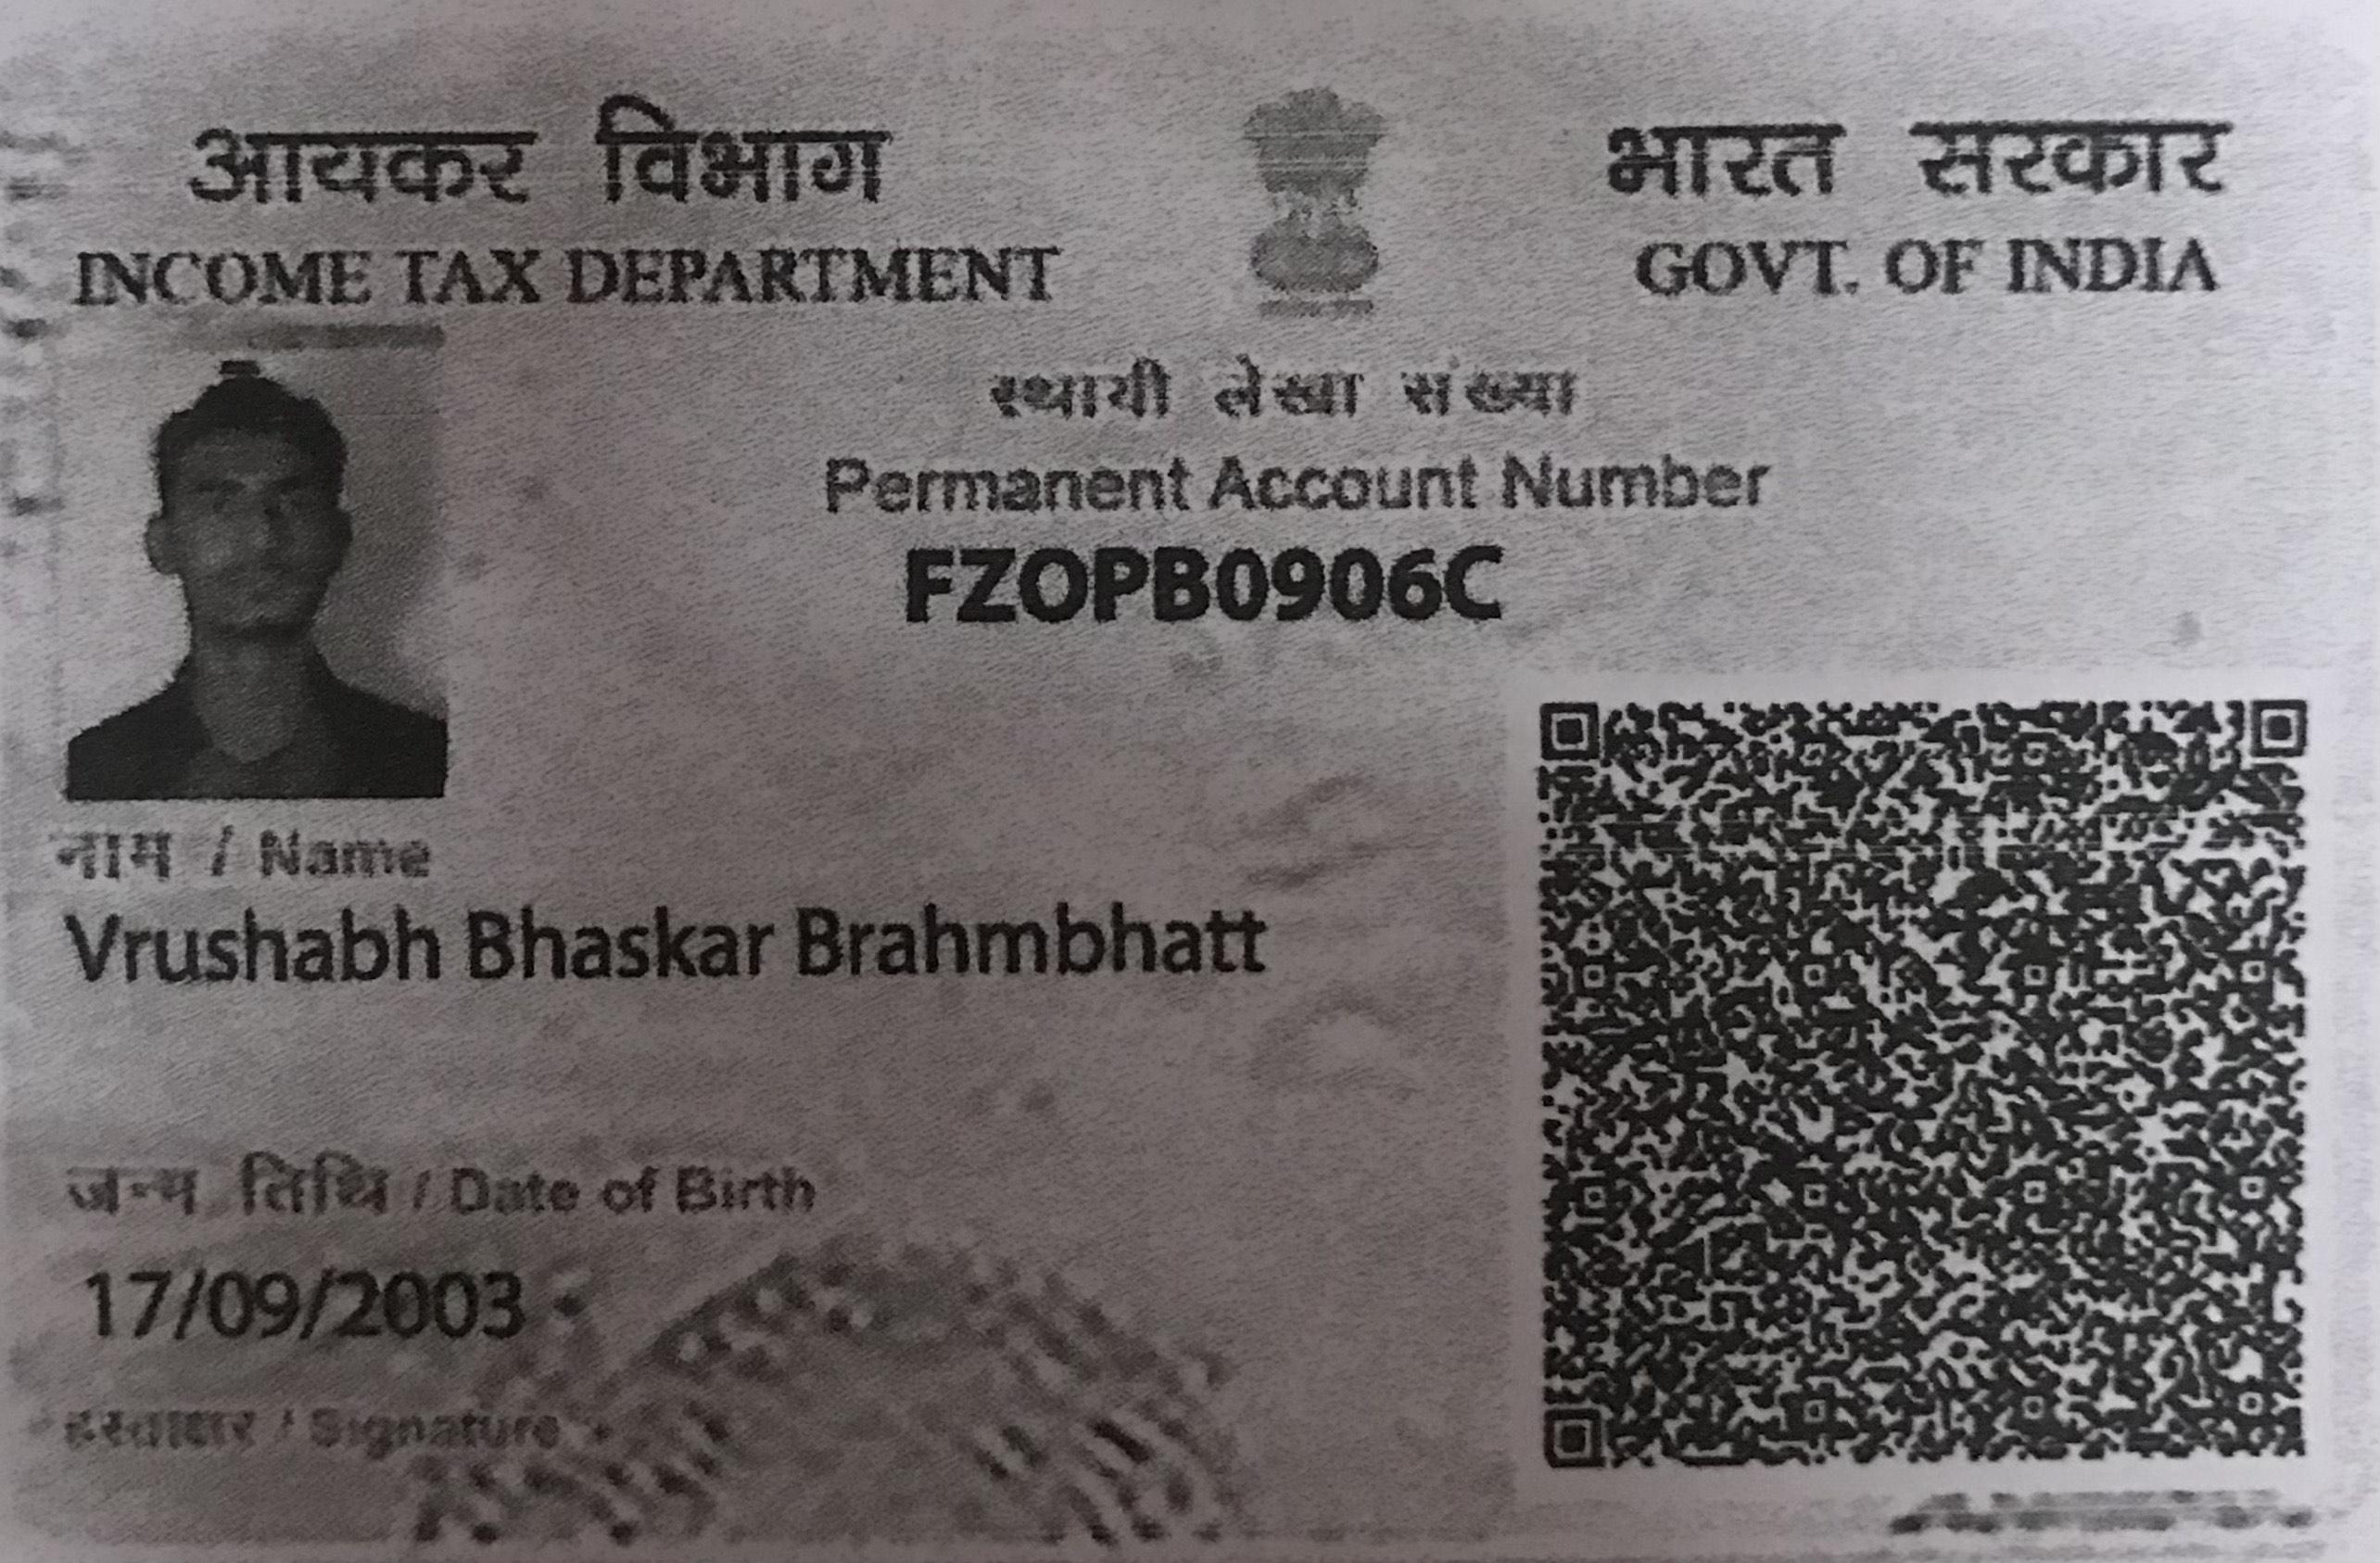 आयकर विभाग
INCOME TAX DEPARTMENT
भारत सरकार
GOVT. OF INDIA
स्थायी लेखा संख्या
Permanent Account Number
FZOPB0906C
नाम / Name
Vrushabh Bhaskar Brahmbhatt
जन्म तिथि / Date of Birth
17/09/2003
हस्ताक्षर / Signature